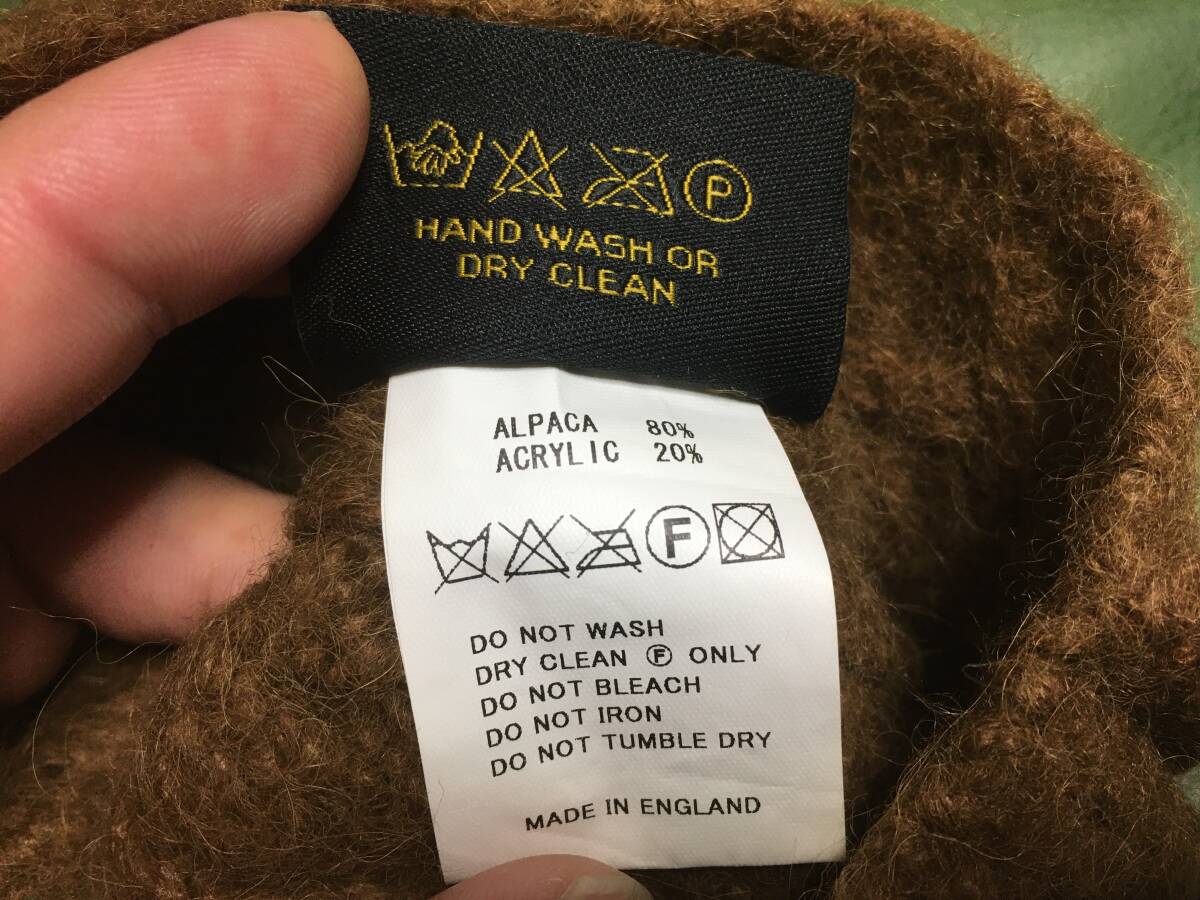 P
HAND WASH OR
DRY CLEAN
ALPACA 80%
ACRYLIC 20%
F
DO NOT WASH
DRY CLEAN Ⓕ ONLY
DO NOT BLEACH
DO NOT IRON
DO NOT TUMBLE DRY
MADE IN ENGLAND